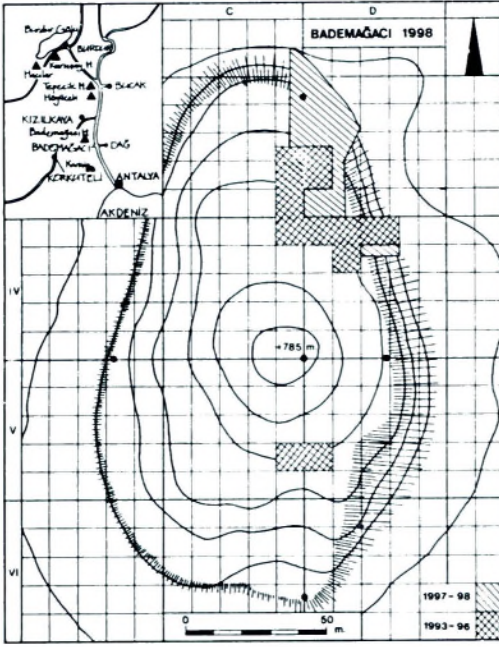 C D
BADEMAĞACI 1998
Burdur Gölü
BURDUR
Kuruçay H
Hacılar
Tepecik H
BUCAK
Höyücek
KIZILKAYA
Bademağacı H
BADEMAĞACI
DAĞ
KORKUTELİ
ANTALYA
AKDENİZ
IV
+785 m
V
VI
1997-98
1993-96
0 50
m.